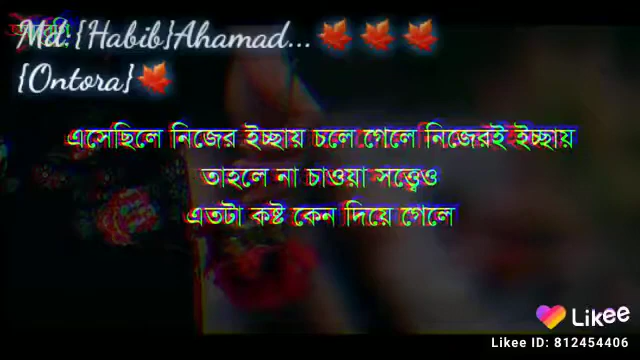 Md:{Habib}Ahamad...🍁🍁🍁
{Ontora}🍁
এসেছিলে নিজের ইচ্ছায় চলে গেলে নিজেরই ইচ্ছায়
তাহলে না চাওয়া সত্ত্বেও
এতটা কষ্ট কেন দিয়ে গেলে
Likee
Likee ID: 812454406